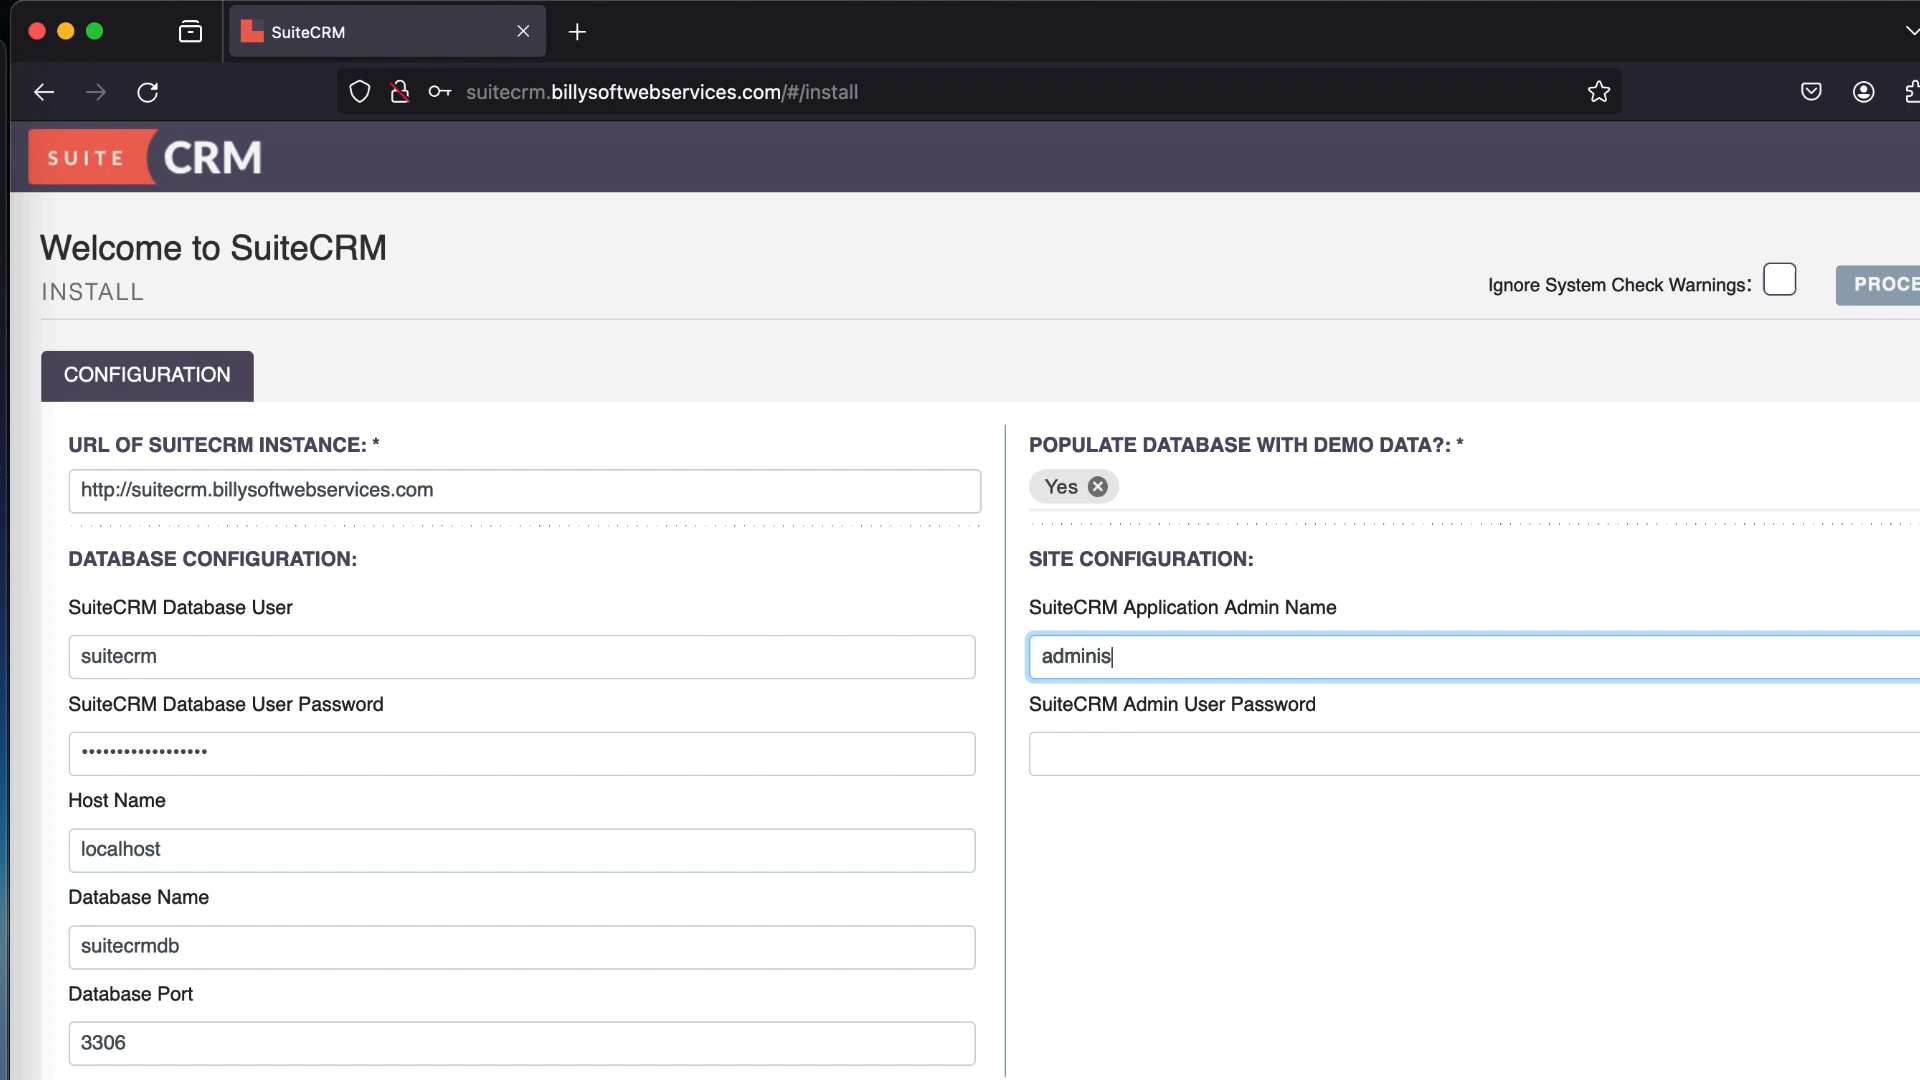 SuiteCRM
suitecrm.billysoftwebservices.com/#/install
SUITE CRM
Welcome to SuiteCRM
INSTALL
Ignore System Check Warnings:
PROCE
CONFIGURATION
URL OF SUITECRM INSTANCE: *
http://suitecrm.billysoftwebservices.com
DATABASE CONFIGURATION:
SuiteCRM Database User
suitecrm
SuiteCRM Database User Password
••••••••••••••••••
Host Name
localhost
Database Name
suitecrmdb
Database Port
3306
POPULATE DATABASE WITH DEMO DATA?: *
Yes
SITE CONFIGURATION:
SuiteCRM Application Admin Name
adminis
SuiteCRM Admin User Password